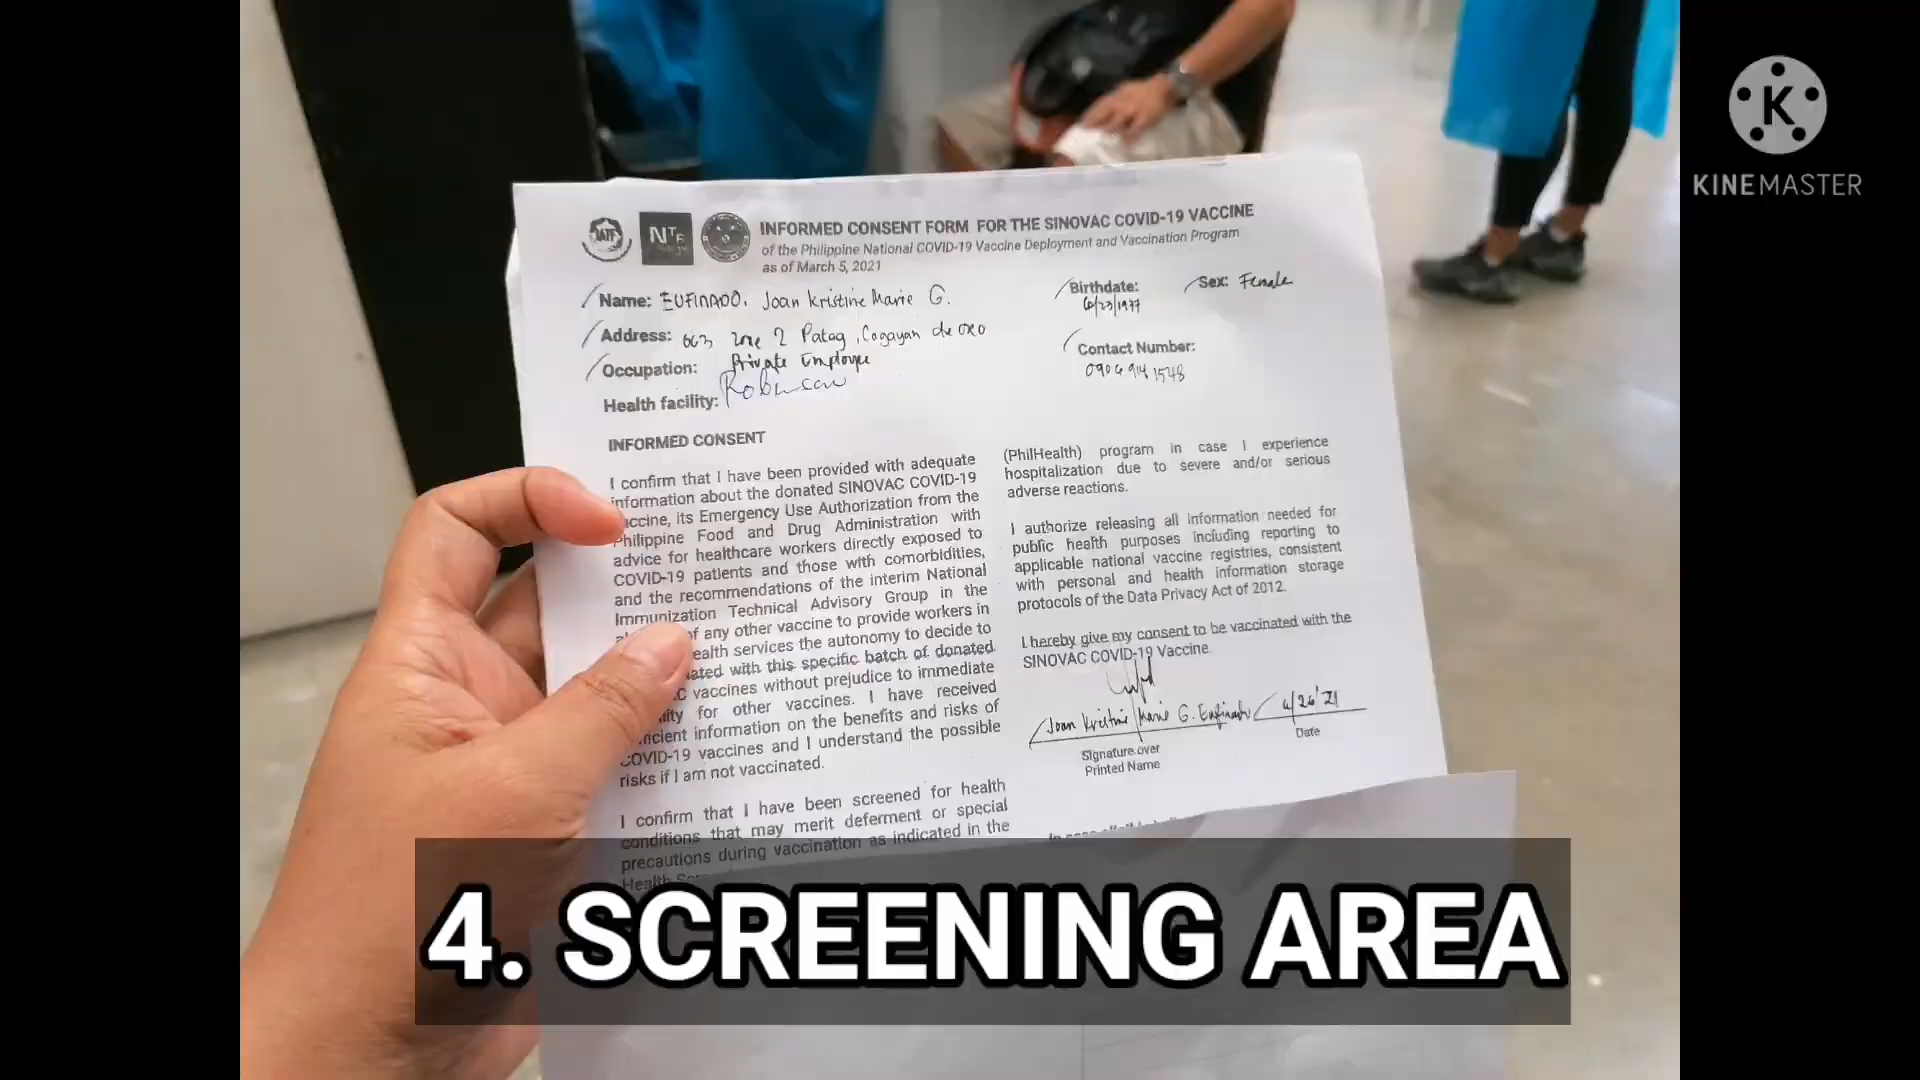 KINEMASTER
IATF
NTF
INFORMED CONSENT FORM FOR THE SINOVAC COVID-19 VACCINE
of the Philippine National COVID-19 Vaccine Deployment and Vaccination Program
as of March 5, 2021
Name: EUFINADO, Joan Kristine Marie G.
Birthdate: 6/23/1977
Sex: Female
Address: 663 zone 2 Patag, Cagayan de oro
Contact Number:
0906 914 1548
Occupation: Private Employee
Health facility: Robinson
INFORMED CONSENT
I confirm that I have been provided with adequate
information about the donated SINOVAC COVID-19
accine, its Emergency Use Authorization from the
Philippine Food and Drug Administration with
advice for healthcare workers directly exposed to
COVID-19 patients and those with comorbidities,
and the recommendations of the interim National
Immunization Technical Advisory Group in the
of any other vaccine to provide workers in
ealth services the autonomy to decide to
ated with this specific batch of donated
C vaccines without prejudice to immediate
ity for other vaccines. I have received
icient information on the benefits and risks of
COVID-19 vaccines and I understand the possible
risks if I am not vaccinated.
I confirm that I have been screened for health
conditions that may merit deferment or special
precautions during vaccination as indicated in the
Health
(PhilHealth) program in case I experience
hospitalization due to severe and/or serious
adverse reactions.
I authorize releasing all information needed for
public health purposes including reporting to
applicable national vaccine registries, consistent
with personal and health information storage
protocols of the Data Privacy Act of 2012.
I hereby give my consent to be vaccinated with the
SINOVAC COVID-19 Vaccine.
Joan Kristine Marie G. Eufinado 6/26/21
Signature over
Printed Name
Date
4. SCREENING AREA